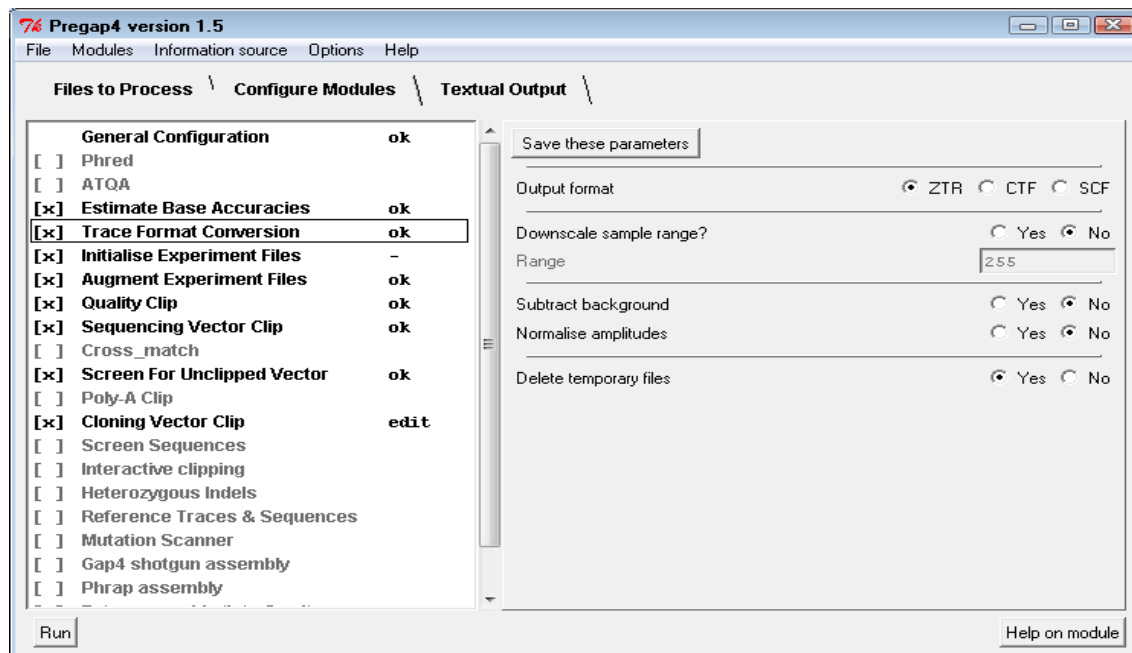 Pregap4 version 1.5
File Modules Information source Options Help
Files to Process Configure Modules Textual Output
General Configuration ok
[ ] Phred
[ ] ATQA
[x] Estimate Base Accuracies ok
[x] Trace Format Conversion ok
[x] Initialise Experiment Files -
[x] Augment Experiment Files ok
[x] Quality Clip ok
[x] Sequencing Vector Clip ok
[ ] Cross_match
[x] Screen For Unclipped Vector ok
[ ] Poly-A Clip
[x] Cloning Vector Clip edit
[ ] Screen Sequences
[ ] Interactive clipping
[ ] Heterozygous Indels
[ ] Reference Traces & Sequences
[ ] Mutation Scanner
[ ] Gap4 shotgun assembly
[ ] Phrap assembly
Save these parameters
Output format ZTR CTF SCF
Downscale sample range? Yes No
Range 255
Subtract background Yes No
Normalise amplitudes Yes No
Delete temporary files Yes No
Run Help on module